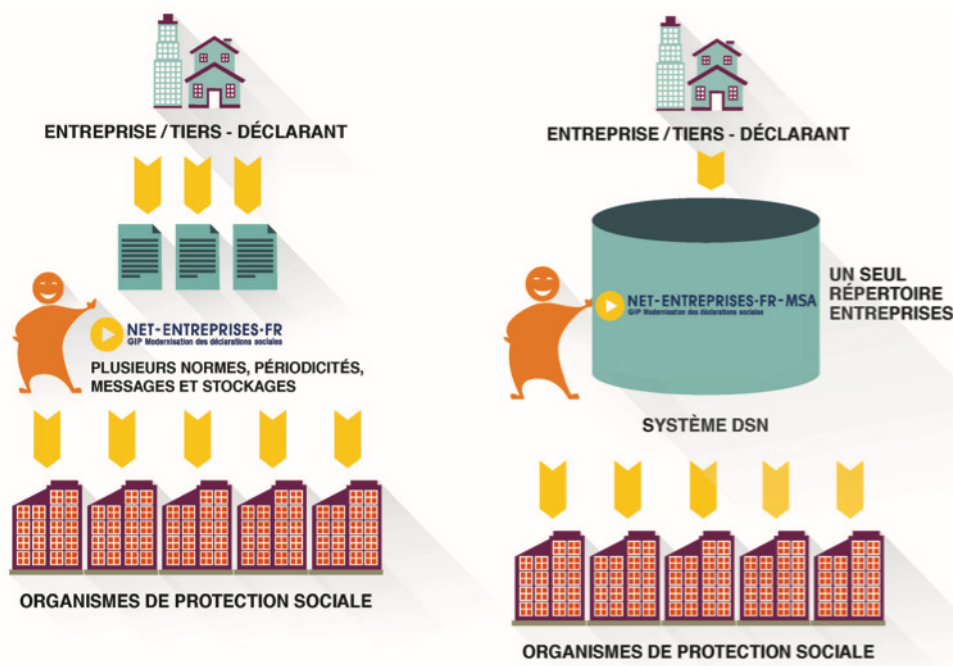 ENTREPRISE / TIERS - DÉCLARANT
NET-ENTREPRISES·FR
GIP Modernisation des déclarations sociales
PLUSIEURS NORMES, PÉRIODICITÉS,
MESSAGES ET STOCKAGES
ORGANISMES DE PROTECTION SOCIALE
ENTREPRISE / TIERS - DÉCLARANT
NET-ENTREPRISES·FR-MSA
GIP Modernisation des déclarations sociales
UN SEUL
RÉPERTOIRE
ENTREPRISES
SYSTÈME DSN
ORGANISMES DE PROTECTION SOCIALE